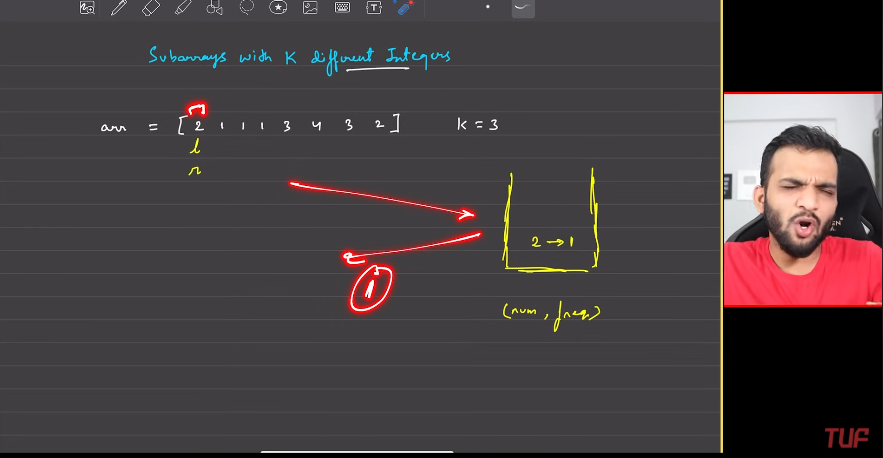 Subarrays with K different Integers
arr = [ 2 1 1 1 3 4 3 2 ] K = 3
l
r
2 → 1
1
(num, freq)
TUF